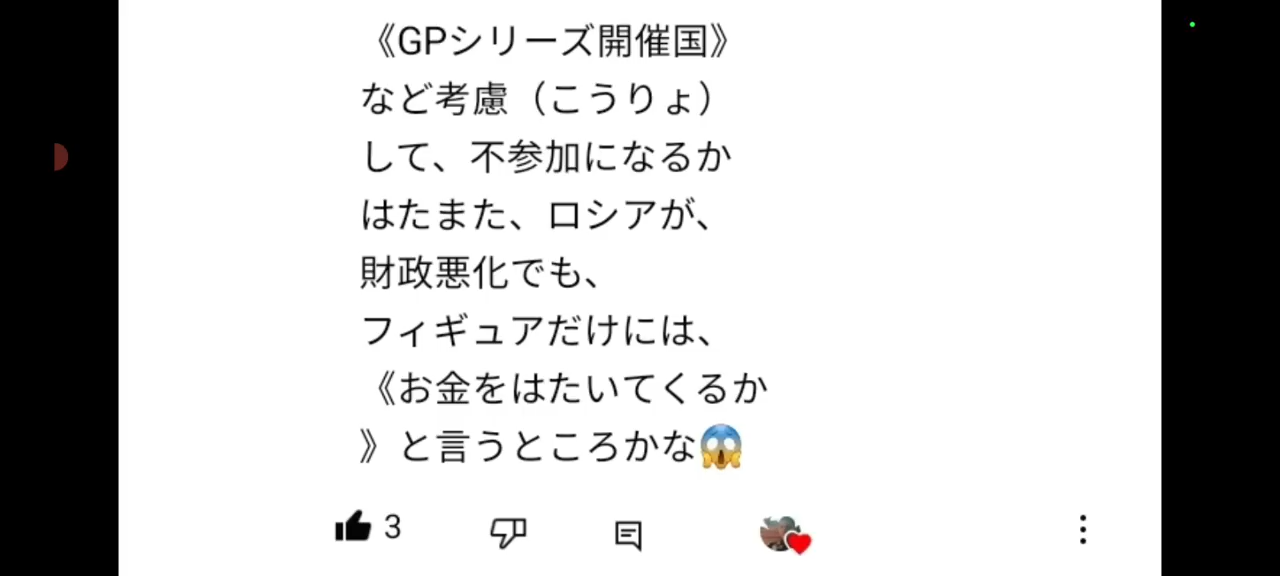 《GPシリーズ開催国》
など考慮（こうりょ）
して、不参加になるか
はたまた、ロシアが、
財政悪化でも、
フィギュアだけには、
《お金をはたいてくるか
》と言うところかな😱
3